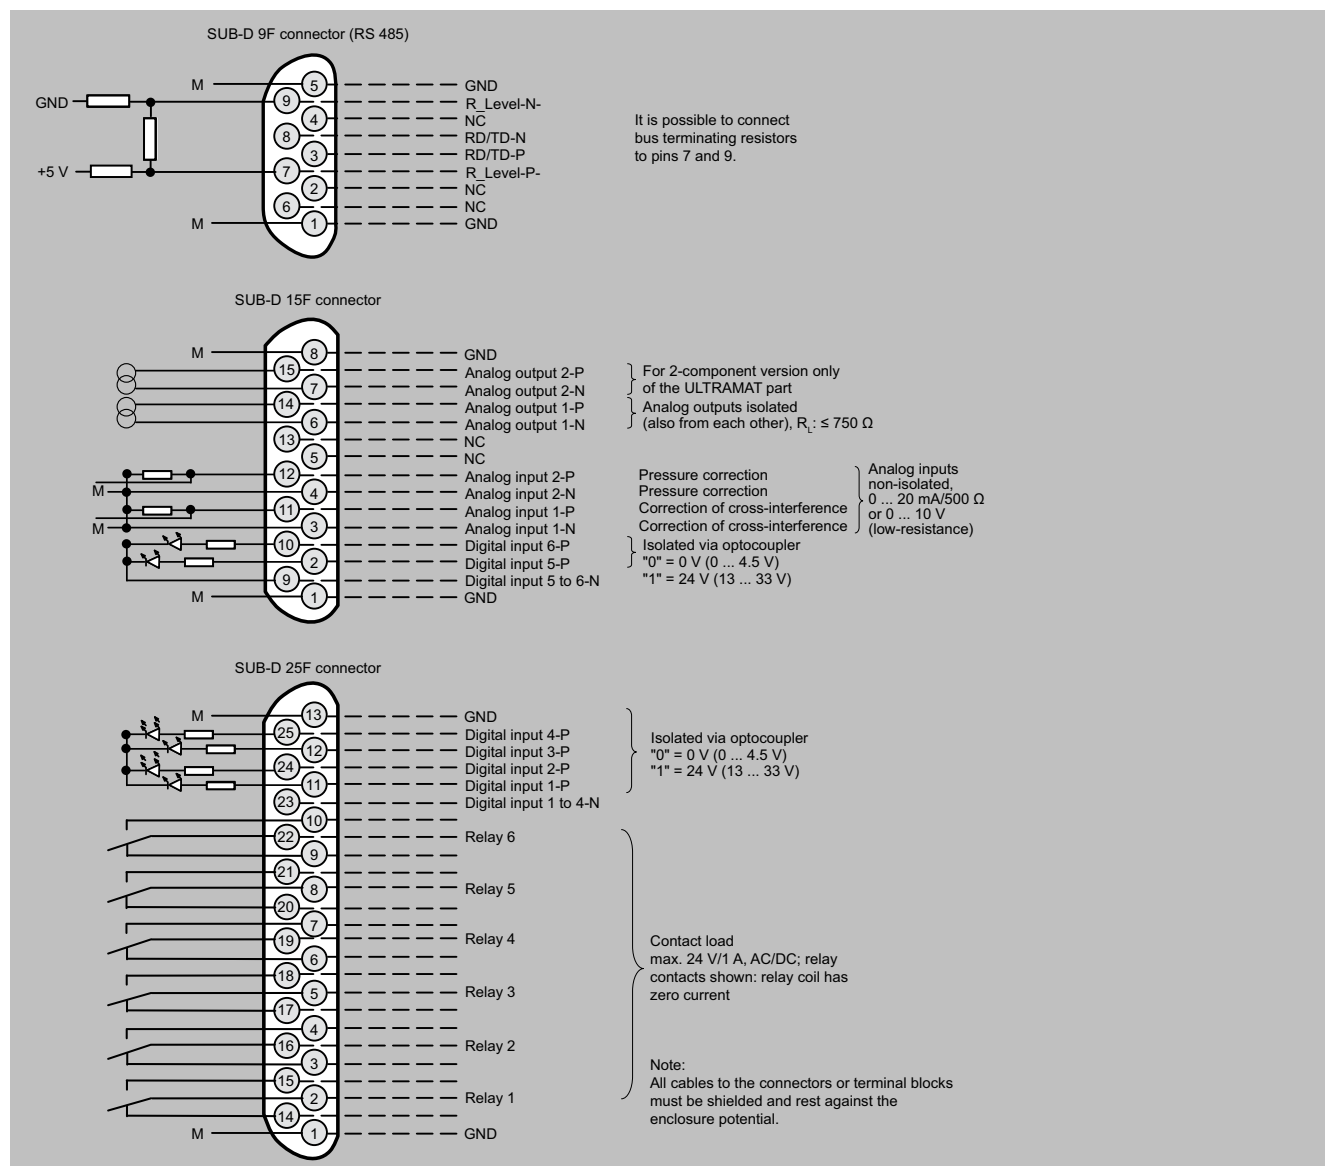 SUB-D 9F connector (RS 485)
M 5 GND
GND 9 R_Level-N-
4 NC
8 RD/TD-N
3 RD/TD-P
+5 V 7 R_Level-P-
2 NC
6 NC
M 1 GND
It is possible to connect
bus terminating resistors
to pins 7 and 9.
SUB-D 15F connector
M 8 GND
15 Analog output 2-P
7 Analog output 2-N
14 Analog output 1-P
6 Analog output 1-N
13 NC
5 NC
12 Analog input 2-P
M 4 Analog input 2-N
11 Analog input 1-P
M 3 Analog input 1-N
10 Digital input 6-P
2 Digital input 5-P
9 Digital input 5 to 6-N
M 1 GND
For 2-component version only
of the ULTRAMAT part
Analog outputs isolated
(also from each other), RL: ≤ 750 Ω
Pressure correction
Pressure correction
Correction of cross-interference
Correction of cross-interference
Analog inputs
non-isolated,
0 ... 20 mA/500 Ω
or 0 ... 10 V
(low-resistance)
Isolated via optocoupler
"0" = 0 V (0 ... 4.5 V)
"1" = 24 V (13 ... 33 V)
SUB-D 25F connector
M 13 GND
25 Digital input 4-P
12 Digital input 3-P
24 Digital input 2-P
11 Digital input 1-P
23 Digital input 1 to 4-N
10
22 Relay 6
9
21
8 Relay 5
20
7
19 Relay 4
6
18
5 Relay 3
17
4
16 Relay 2
3
15
2 Relay 1
14
M 1 GND
Isolated via optocoupler
"0" = 0 V (0 ... 4.5 V)
"1" = 24 V (13 ... 33 V)
Contact load
max. 24 V/1 A, AC/DC; relay
contacts shown: relay coil has
zero current
Note:
All cables to the connectors or terminal blocks
must be shielded and rest against the
enclosure potential.